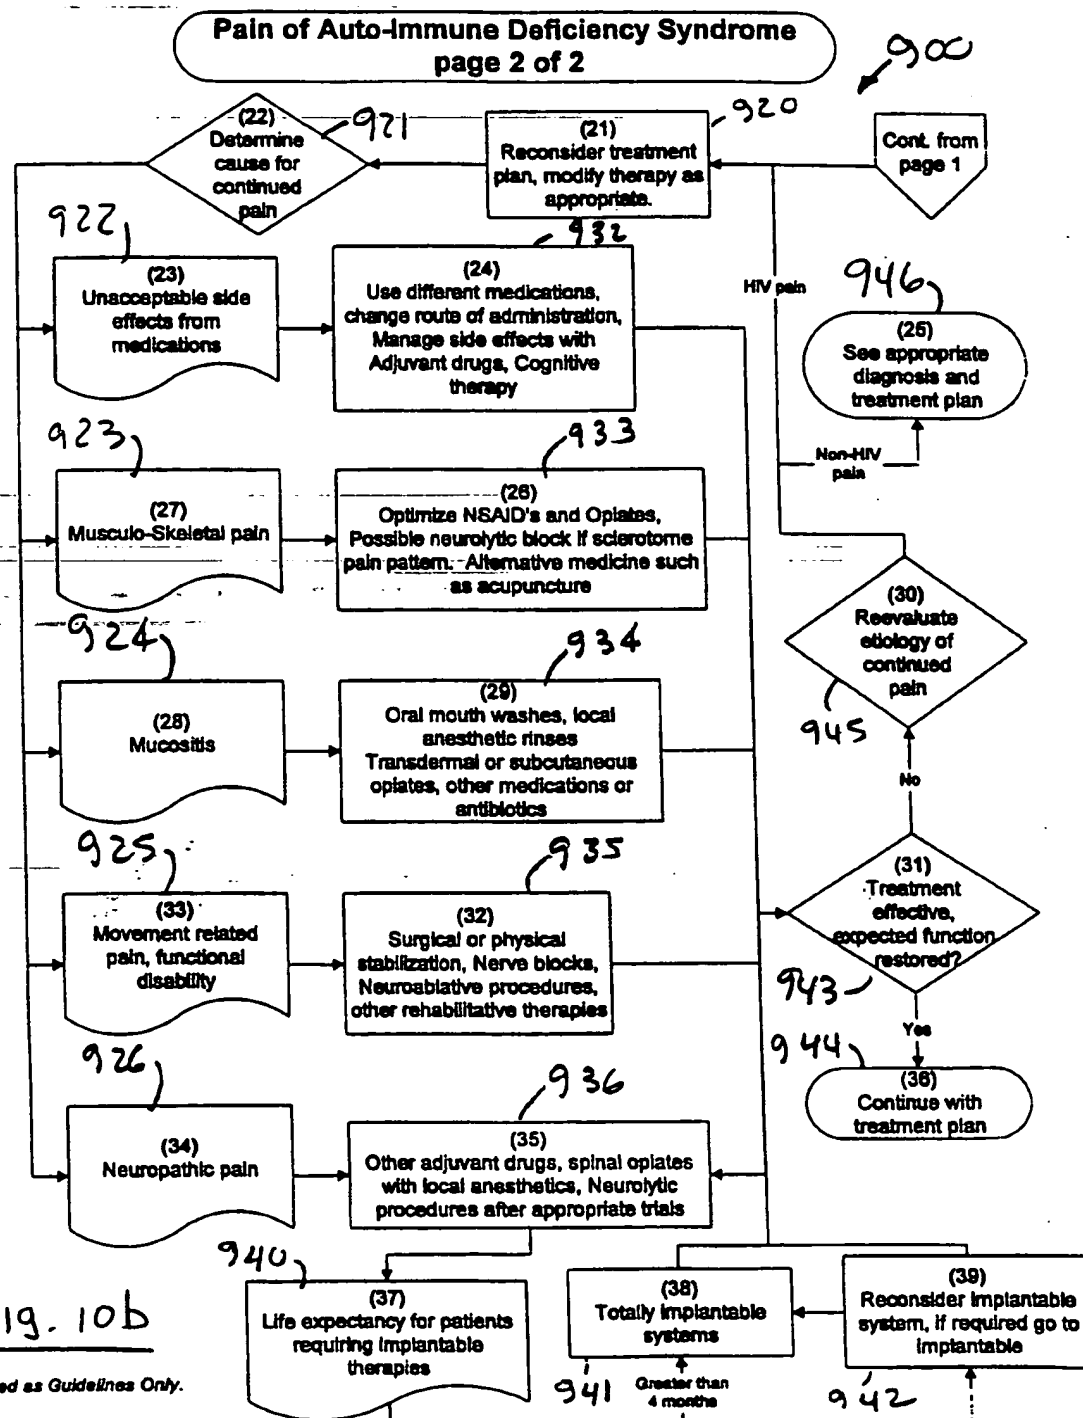 Pain of Auto-Immune Deficiency Syndrome
page 2 of 2
900
(22)
Determine
cause for
continued
pain
921
(21)
Reconsider treatment
plan, modify therapy as
appropriate.
920
Cont. from
page 1
922
(23)
Unacceptable side
effects from
medications
932
(24)
Use different medications,
change route of administration,
Manage side effects with
Adjuvant drugs, Cognitive
therapy
HIV pain
946
(25)
See appropriate
diagnosis and
treatment plan
Non-HIV
pain
923
(27)
Musculo-Skeletal pain
933
(26)
Optimize NSAID's and Opiates,
Possible neurolytic block if sclerotome
pain pattern. Alternative medicine such
as acupuncture
(30)
Reevaluate
etiology of
continued
pain
945
924
(28)
Mucositis
934
(29)
Oral mouth washes, local
anesthetic rinses
Transdermal or subcutaneous
opiates, other medications or
antibiotics
No
925
(33)
Movement related
pain, functional
disability
935
(32)
Surgical or physical
stabilization, Nerve blocks,
Neuroablative procedures,
other rehabilitative therapies
(31)
Treatment
effective,
expected function
restored?
943
Yes
944
(36)
Continue with
treatment plan
926
(34)
Neuropathic pain
936
(35)
Other adjuvant drugs, spinal opiates
with local anesthetics, Neurolytic
procedures after appropriate trials
940
(37)
Life expectancy for patients
requiring implantable
therapies
(38)
Totally implantable
systems
941
Greater than
4 months
(39)
Reconsider implantable
system, if required go to
implantable
942
19. 10b
ed as Guidelines Only.